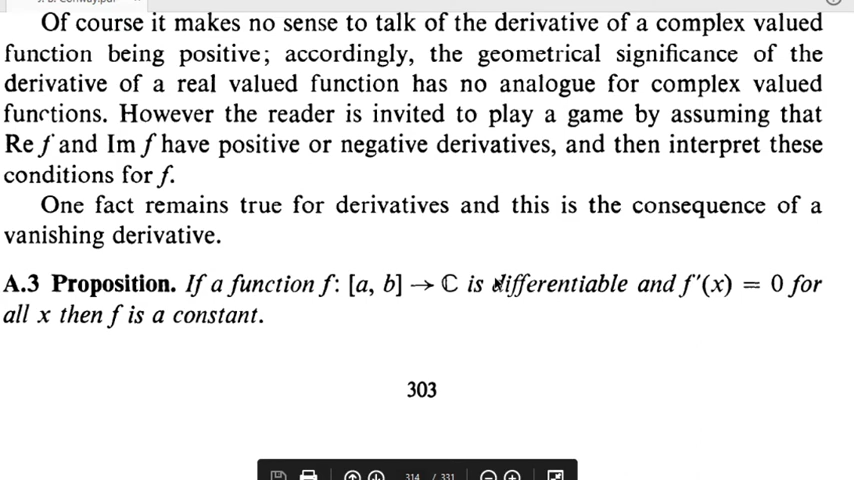 Of course it makes no sense to talk of the derivative of a complex valued
function being positive; accordingly, the geometrical significance of the
derivative of a real valued function has no analogue for complex valued
functions. However the reader is invited to play a game by assuming that
Re f and Im f have positive or negative derivatives, and then interpret these
conditions for f.
One fact remains true for derivatives and this is the consequence of a
vanishing derivative.
A.3 Proposition. If a function f: [a, b] → ℂ is differentiable and f'(x) = 0 for
all x then f is a constant.
303
314 / 331